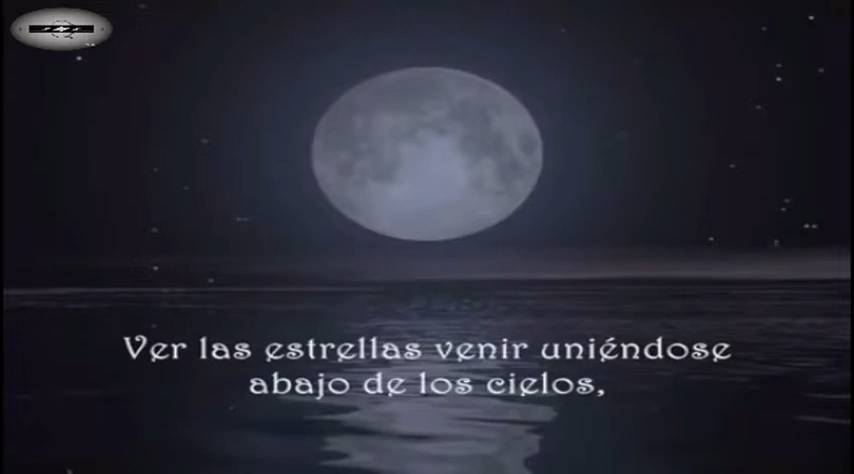 Ver las estrellas venir uniéndose
abajo de los cielos,